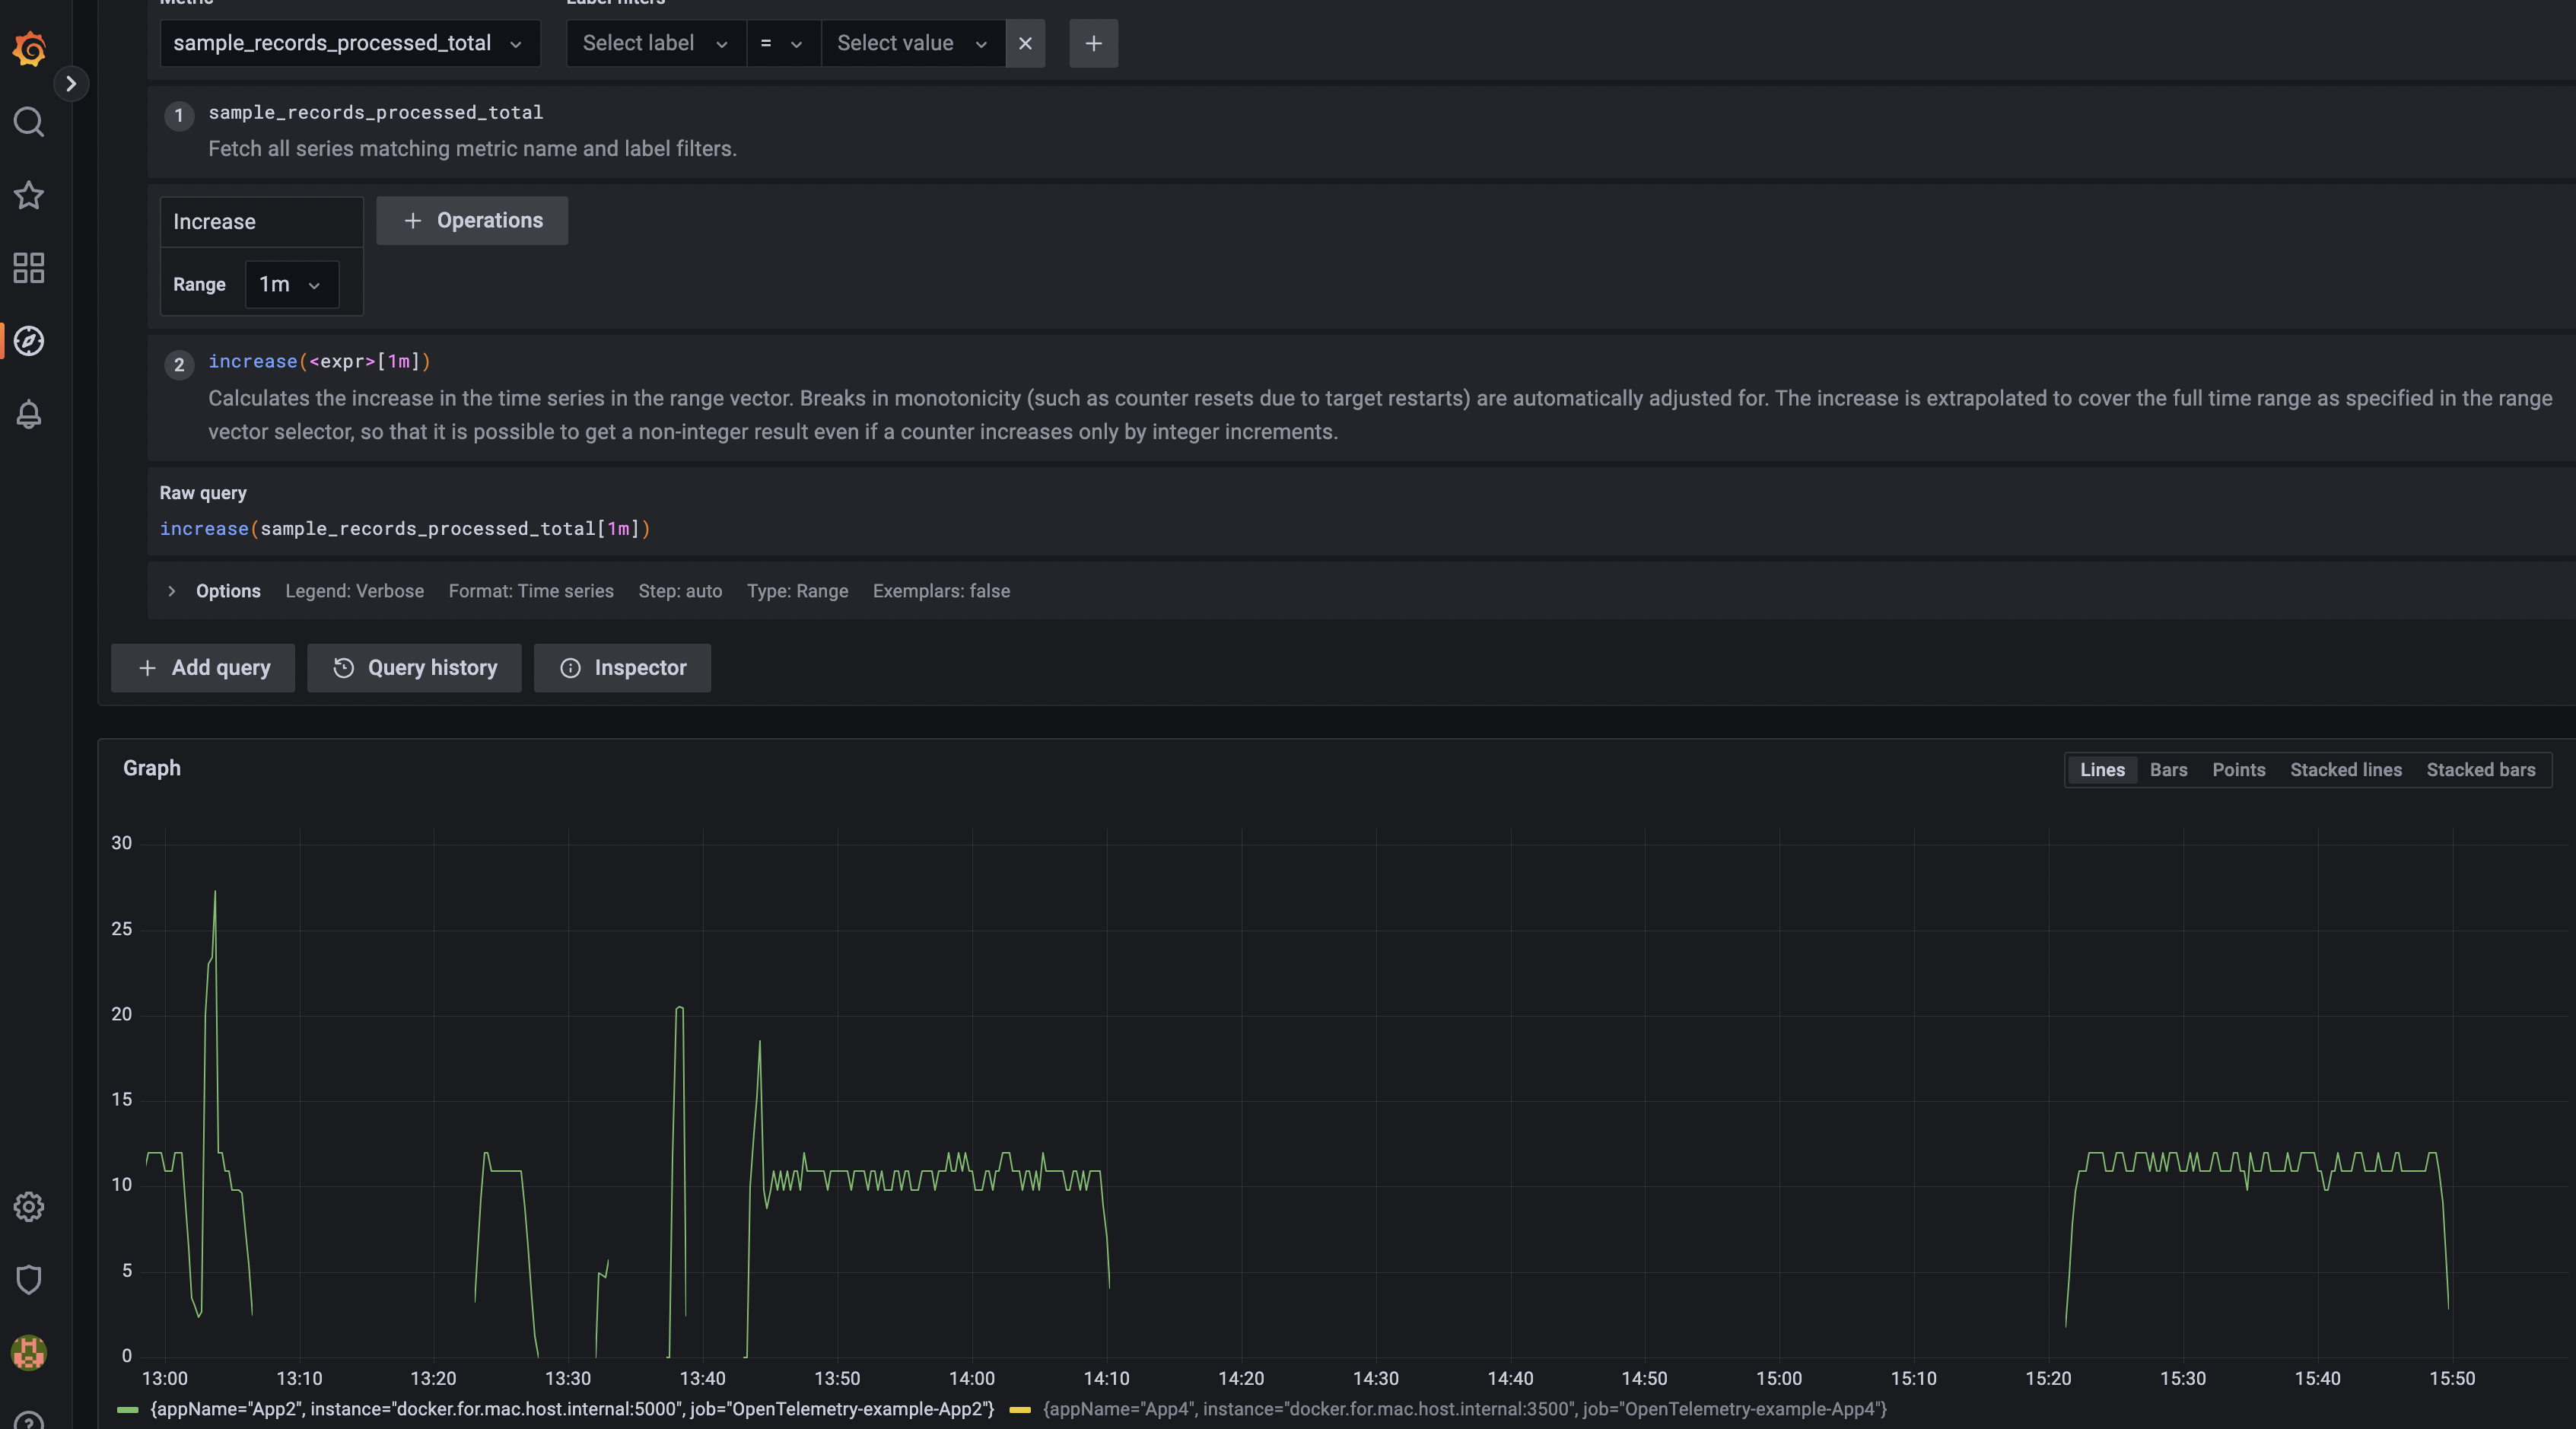 Metric Label filters
sample_records_processed_total Select label = Select value
1 sample_records_processed_total
Fetch all series matching metric name and label filters.
Increase + Operations
Range 1m
2 increase(<expr>[1m])
Calculates the increase in the time series in the range vector. Breaks in monotonicity (such as counter resets due to target restarts) are automatically adjusted for. The increase is extrapolated to cover the full time range as specified in the range
vector selector, so that it is possible to get a non-integer result even if a counter increases only by integer increments.
Raw query
increase(sample_records_processed_total[1m])
Options Legend: Verbose Format: Time series Step: auto Type: Range Exemplars: false
+ Add query Query history Inspector
Graph Lines Bars Points Stacked lines Stacked bars
30
25
20
15
10
5
0
13:00 13:10 13:20 13:30 13:40 13:50 14:00 14:10 14:20 14:30 14:40 14:50 15:00 15:10 15:20 15:30 15:40 15:50
{appName="App2", instance="docker.for.mac.host.internal:5000", job="OpenTelemetry-example-App2"} {appName="App4", instance="docker.for.mac.host.internal:3500", job="OpenTelemetry-example-App4"}